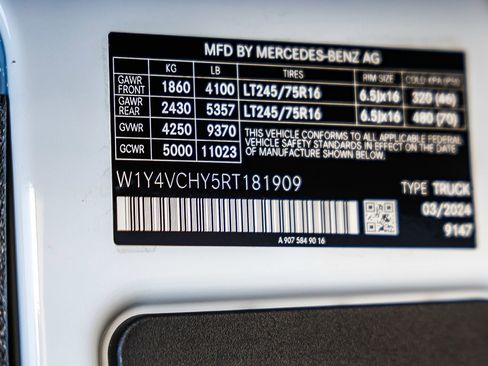 MFD BY MERCEDES-BENZ AG
KG LB TIRES RIM SIZE COLD KPA (PSI)
GAWR FRONT 1860 4100 LT245/75R16 6.5Jx16 320 (46)
GAWR REAR 2430 5357 LT245/75R16 6.5Jx16 480 (70)
GVWR 4250 9370 THIS VEHICLE CONFORMS TO ALL APPLICABLE FEDERAL
MOTOR VEHICLE SAFETY STANDARDS IN EFFECT ON THE DATE
GCWR 5000 11023 OF MANUFACTURE SHOWN ABOVE.
W1Y4VCHY5RT181909 TYPE TRUCK
03/2024
9147
A 907 584 90 16